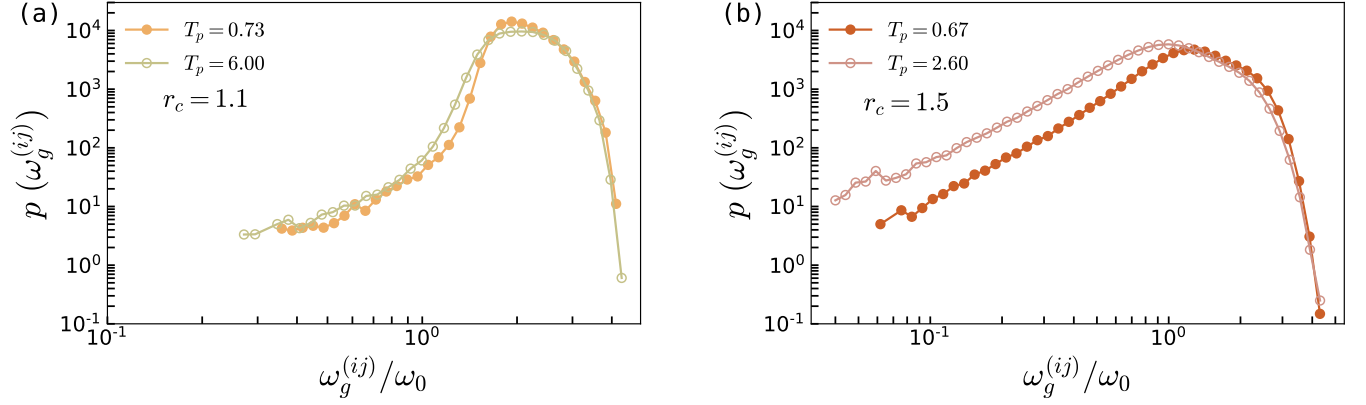 (a)
p (ω_g^{(ij)})
10^4
10^3
10^2
10^1
10^0
10^{-1}
T_p = 0.73
T_p = 6.00
r_c = 1.1
10^{-1}
10^0
ω_g^{(ij)}/ω_0
(b)
p (ω_g^{(ij)})
10^4
10^3
10^2
10^1
10^0
10^{-1}
T_p = 0.67
T_p = 2.60
r_c = 1.5
10^{-1}
10^0
ω_g^{(ij)}/ω_0